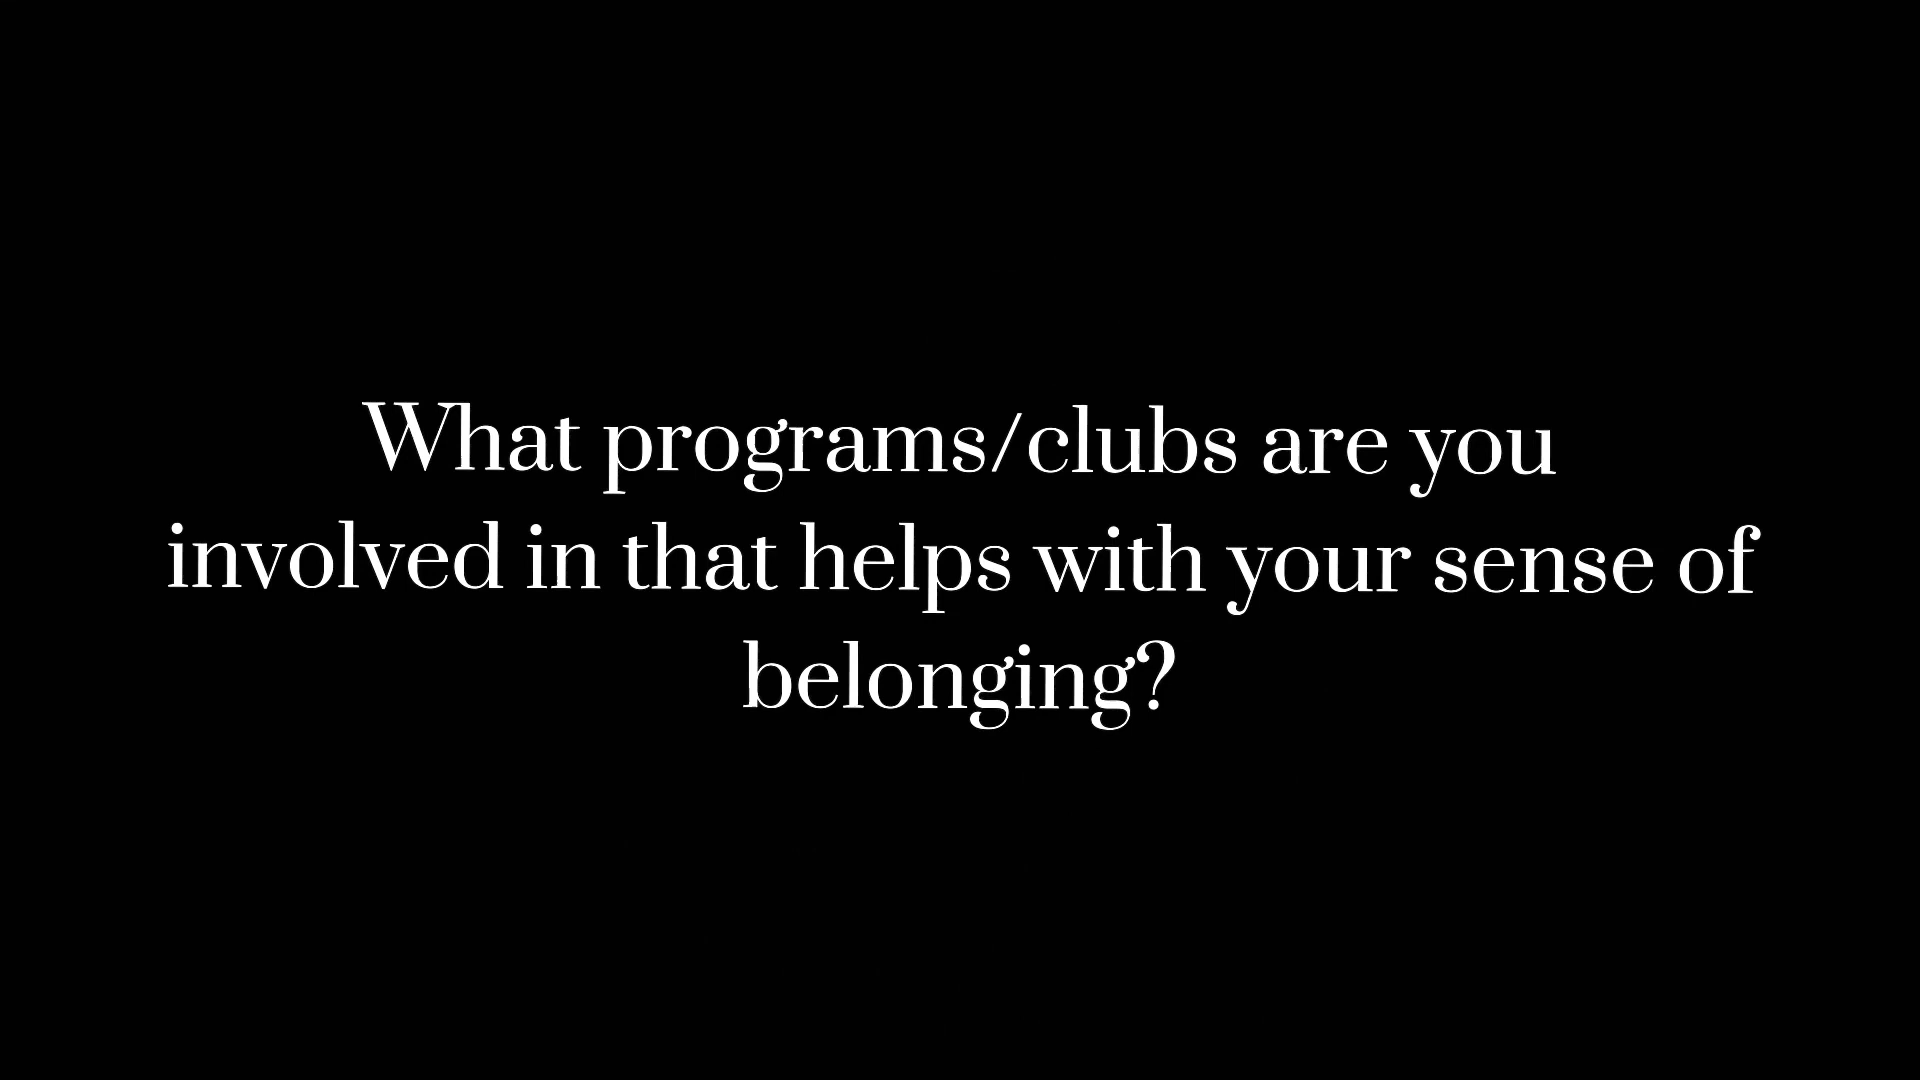 What programs/clubs are you
involved in that helps with your sense of
belonging?